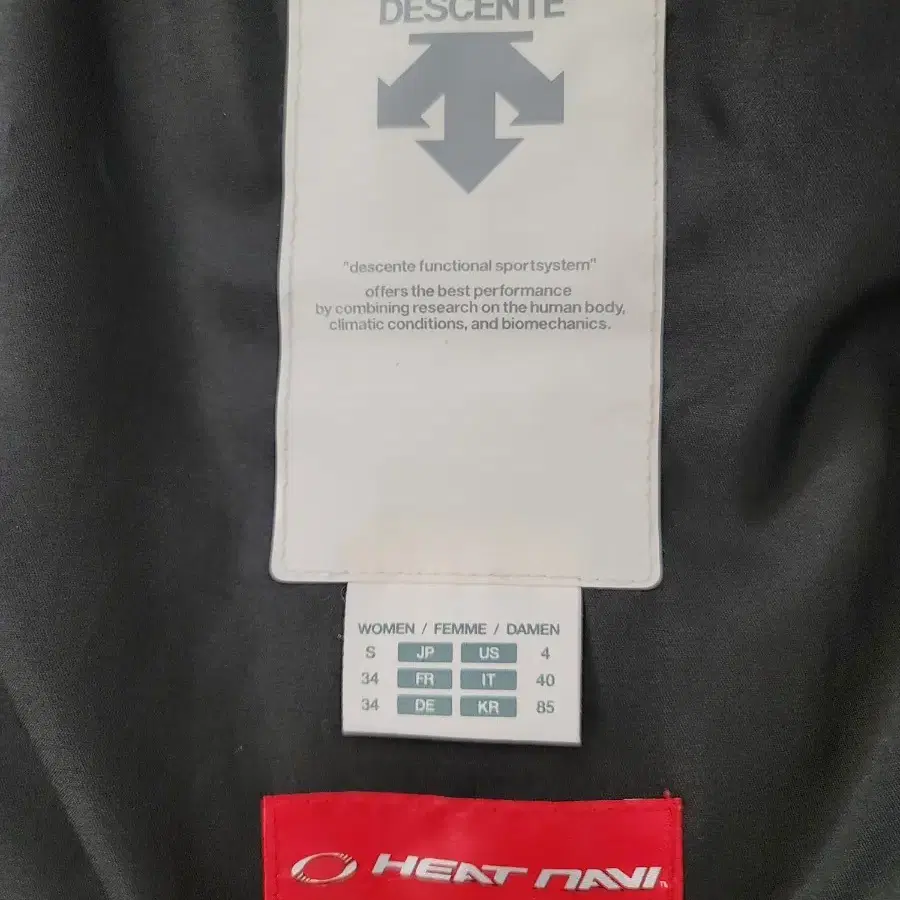 DESCENTE
"descente functional sportsystem"
offers the best performance
by combining research on the human body,
climatic conditions, and biomechanics.
WOMEN / FEMME / DAMEN
S JP US 4
34 FR IT 40
34 DE KR 85
HEAT NAVI